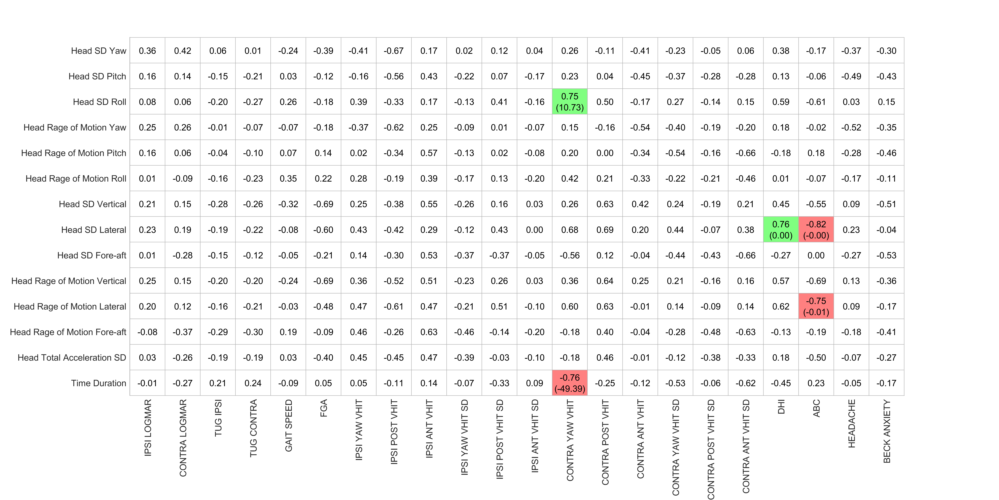 Head SD Yaw 0.36 0.42 0.06 0.01 -0.24 -0.39 -0.41 -0.67 0.17 0.02 0.12 0.04 0.26 -0.11 -0.41 -0.23 -0.05 0.06 0.38 -0.17 -0.37 -0.30
Head SD Pitch 0.16 0.14 -0.15 -0.21 0.03 -0.12 -0.16 -0.56 0.43 -0.22 0.07 -0.17 0.23 0.04 -0.45 -0.37 -0.28 -0.28 0.13 -0.06 -0.49 -0.43
Head SD Roll 0.08 0.06 -0.20 -0.27 0.26 -0.18 0.39 -0.33 0.17 -0.13 0.41 -0.16 0.75 (10.73) 0.50 -0.17 0.27 -0.14 0.15 0.59 -0.61 0.03 0.15
Head Rage of Motion Yaw 0.25 0.26 -0.01 -0.07 -0.07 -0.18 -0.37 -0.62 0.25 -0.09 0.01 -0.07 0.15 -0.16 -0.54 -0.40 -0.19 -0.20 0.18 -0.02 -0.52 -0.35
Head Rage of Motion Pitch 0.16 0.06 -0.04 -0.10 0.07 0.14 0.02 -0.34 0.57 -0.13 0.02 -0.08 0.20 0.00 -0.34 -0.54 -0.16 -0.66 -0.18 0.18 -0.28 -0.46
Head Rage of Motion Roll 0.01 -0.09 -0.16 -0.23 0.35 0.22 0.28 -0.19 0.39 -0.17 0.13 -0.20 0.42 0.21 -0.33 -0.22 -0.21 -0.46 0.01 -0.07 -0.17 -0.11
Head SD Vertical 0.21 0.15 -0.28 -0.26 -0.32 -0.69 0.25 -0.38 0.55 -0.26 0.16 0.03 0.26 0.63 0.42 0.24 -0.19 0.21 0.45 -0.55 0.09 -0.51
Head SD Lateral 0.23 0.19 -0.19 -0.22 -0.08 -0.60 0.43 -0.42 0.29 -0.12 0.43 0.00 0.68 0.69 0.20 0.44 -0.07 0.38 0.76 (0.00) -0.82 (-0.00) 0.23 -0.04
Head SD Fore-aft 0.01 -0.28 -0.15 -0.12 -0.05 -0.21 0.14 -0.30 0.53 -0.37 -0.37 -0.05 -0.56 0.12 -0.04 -0.44 -0.43 -0.66 -0.27 0.00 -0.27 -0.53
Head Rage of Motion Vertical 0.25 0.15 -0.20 -0.20 -0.24 -0.69 0.36 -0.52 0.51 -0.23 0.26 0.03 0.36 0.64 0.25 0.21 -0.16 0.16 0.57 -0.69 0.13 -0.36
Head Rage of Motion Lateral 0.20 0.12 -0.16 -0.21 -0.03 -0.48 0.47 -0.61 0.47 -0.21 0.51 -0.10 0.60 0.63 -0.01 0.14 -0.09 0.14 0.62 -0.75 (-0.01) 0.09 -0.17
Head Rage of Motion Fore-aft -0.08 -0.37 -0.29 -0.30 0.19 -0.09 0.46 -0.26 0.63 -0.46 -0.14 -0.20 -0.18 0.40 -0.04 -0.28 -0.48 -0.63 -0.13 -0.19 -0.18 -0.41
Head Total Acceleration SD 0.03 -0.26 -0.19 -0.19 0.03 -0.40 0.45 -0.45 0.47 -0.39 -0.03 -0.10 -0.18 0.46 -0.01 -0.12 -0.38 -0.33 0.18 -0.50 -0.07 -0.27
Time Duration -0.01 -0.27 0.21 0.24 -0.09 0.05 0.05 -0.11 0.14 -0.07 -0.33 0.09 -0.76 (-49.39) -0.25 -0.12 -0.53 -0.06 -0.62 -0.45 0.23 -0.05 -0.17
IPSI LOGMAR
CONTRA LOGMAR
TUG IPSI
TUG CONTRA
GAIT SPEED
FGA
IPSI YAW VHIT
IPSI POST VHIT
IPSI ANT VHIT
IPSI YAW VHIT SD
IPSI POST VHIT SD
IPSI ANT VHIT SD
CONTRA YAW VHIT
CONTRA POST VHIT
CONTRA ANT VHIT
CONTRA YAW VHIT SD
CONTRA POST VHIT SD
CONTRA ANT VHIT SD
DHI
ABC
HEADACHE
BECK ANXIETY